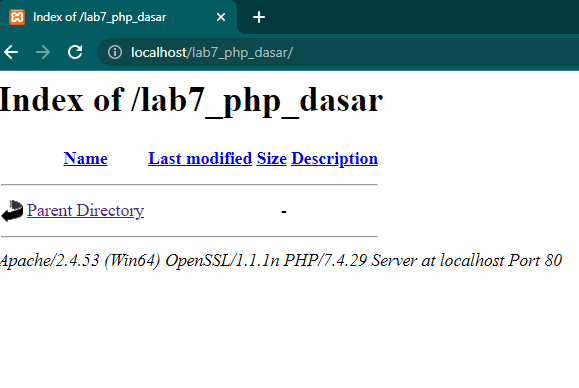 Index of /lab7_php_dasar
localhost/lab7_php_dasar/
Index of /lab7_php_dasar
Name Last modified Size Description
Parent Directory -
Apache/2.4.53 (Win64) OpenSSL/1.1.1n PHP/7.4.29 Server at localhost Port 80